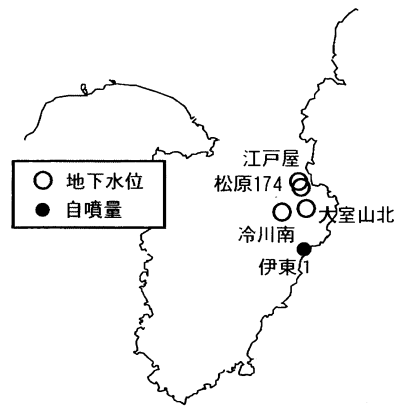 江戸屋
松原174
地下水位
自噴量
大室山北
冷川南
伊東1